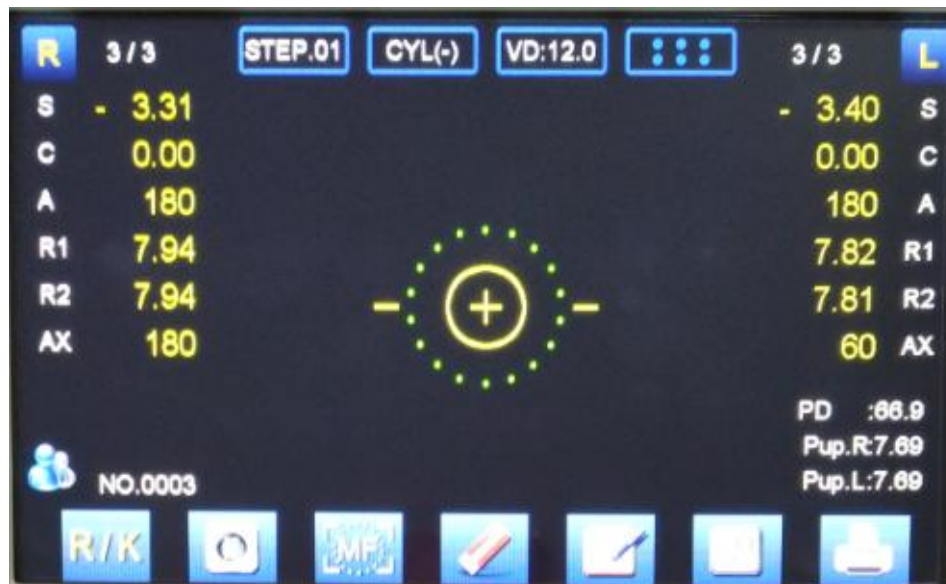 R 3/3 STEP.01 CYL(-) VD:12.0 3/3 L
S - 3.31 - 3.40 S
C 0.00 0.00 C
A 180 180 A
R1 7.94 7.82 R1
R2 7.94 7.81 R2
AX 180 60 AX
PD :66.9
Pup.R:7.69
Pup.L:7.69
NO.0003
R/K MF